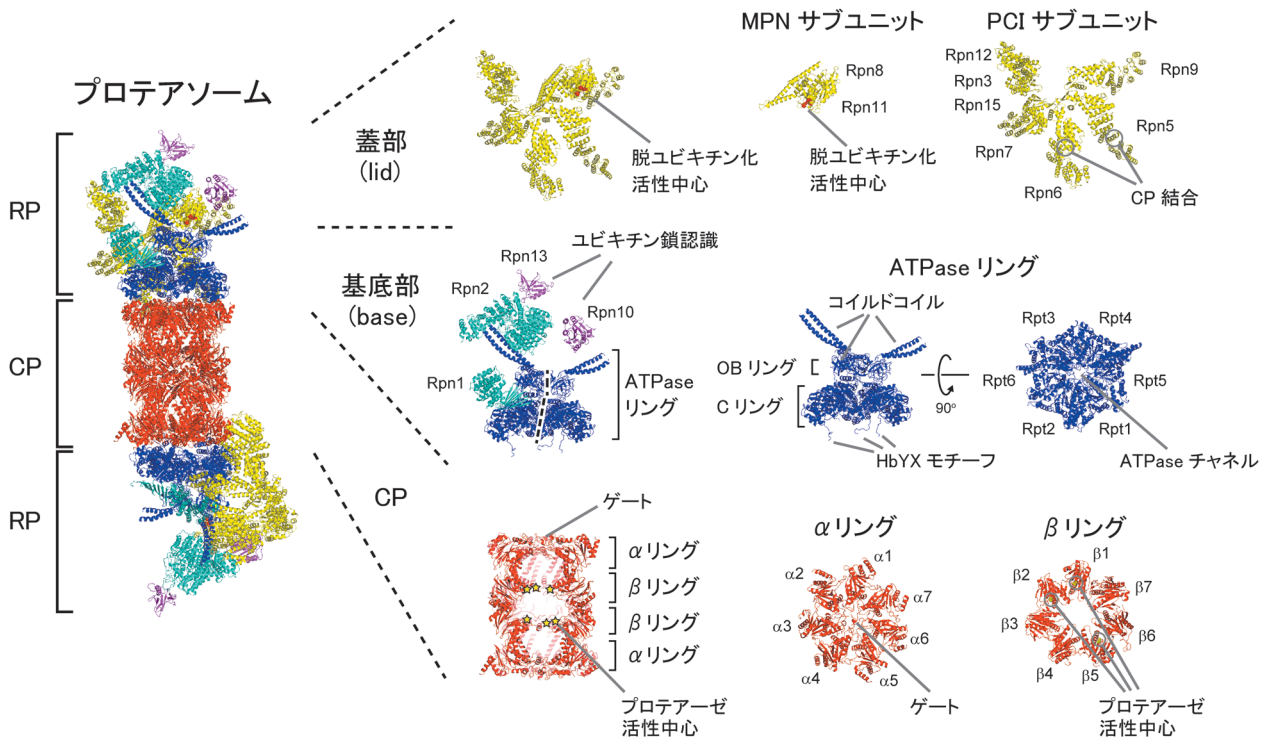 プロテアソーム
RP
CP
RP
蓋部
(lid)
脱ユビキチン化
活性中心
MPN サブユニット
Rpn8
Rpn11
脱ユビキチン化
活性中心
PCI サブユニット
Rpn12
Rpn3
Rpn15
Rpn7
Rpn6
Rpn9
Rpn5
CP 結合
基底部
(base)
ユビキチン鎖認識
Rpn13
Rpn2
Rpn10
Rpn1
ATPase
リング
ATPase リング
コイルドコイル
OB リング
C リング
HbYX モチーフ
90°
Rpt3
Rpt4
Rpt6
Rpt5
Rpt2
Rpt1
ATPase チャネル
CP
ゲート
αリング
βリング
βリング
αリング
プロテアーゼ
活性中心
αリング
α1
α2
α7
α3
α6
α4
α5
ゲート
βリング
β1
β2
β7
β3
β6
β4
β5
プロテアーゼ
活性中心